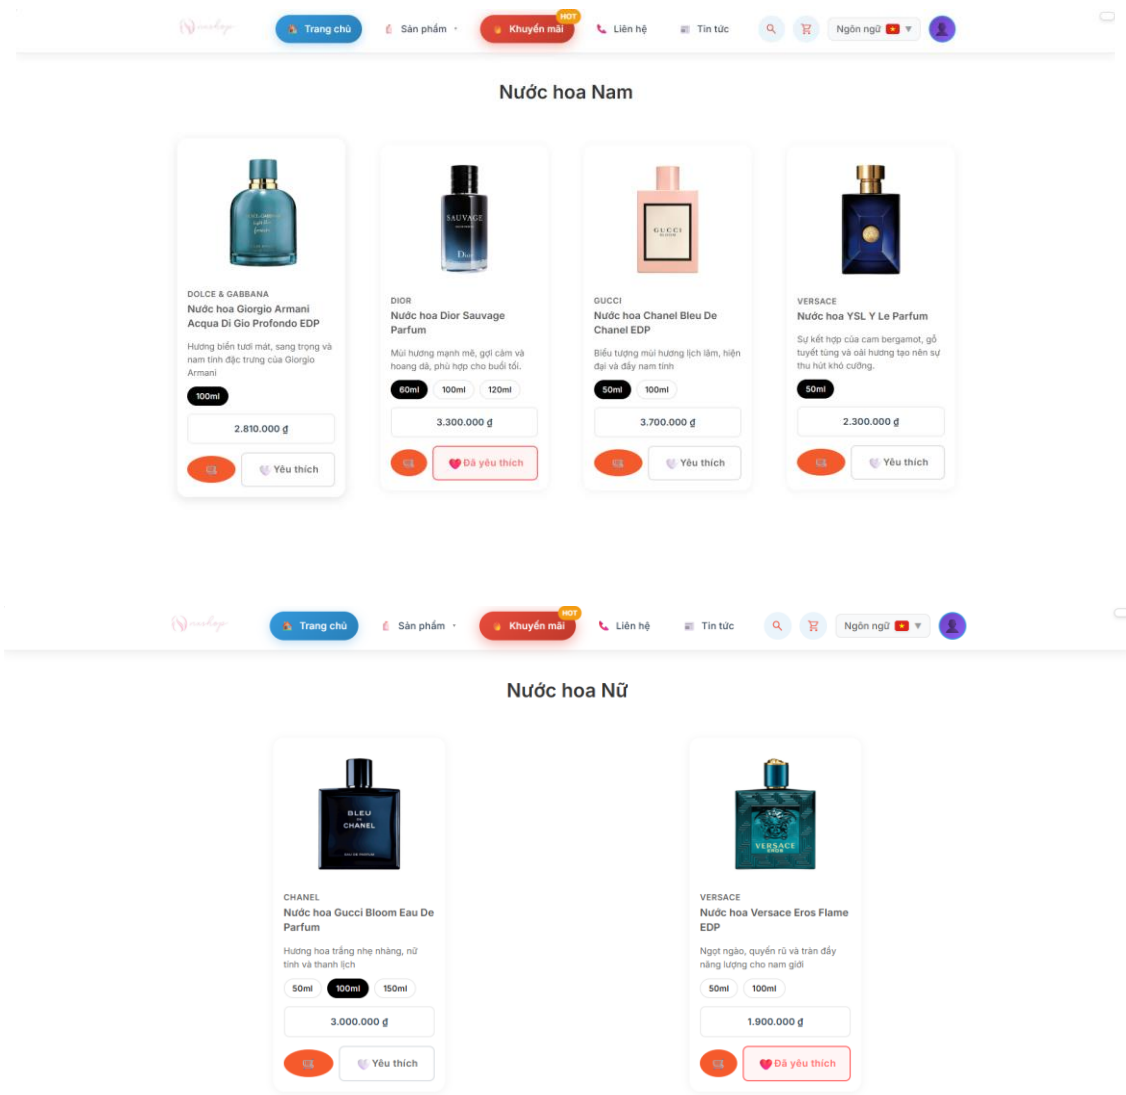 Trang chủ
Sản phẩm
Khuyến mãi
HOT
Liên hệ
Tin tức
Ngôn ngữ
Nước hoa Nam
DOLCE & GABBANA
Nước hoa Giorgio Armani
Acqua Di Gio Profondo EDP
Hương biển tươi mát, sang trọng và
nam tính đặc trưng của Giorgio
Armani
100ml
2.810.000 ₫
Yêu thích
SAUVAGE
Dior
DIOR
Nước hoa Dior Sauvage
Parfum
Mùi hương mạnh mẽ, gợi cảm và
hoang dã, phù hợp cho buổi tối.
60ml 100ml 120ml
3.300.000 ₫
Đã yêu thích
GUCCI
BLOOM
GUCCI
Nước hoa Chanel Bleu De
Chanel EDP
Biểu tượng mùi hương lịch lãm, hiện
đại và đầy nam tính
50ml 100ml
3.700.000 ₫
Yêu thích
VERSACE
Nước hoa YSL Y Le Parfum
Sự kết hợp của cam bergamot, gỗ
tuyết tùng và oải hương tạo nên sự
thu hút khó cưỡng.
50ml
2.300.000 ₫
Yêu thích
Trang chủ
Sản phẩm
Khuyến mãi
HOT
Liên hệ
Tin tức
Ngôn ngữ
Nước hoa Nữ
BLEU
DE
CHANEL
CHANEL
Nước hoa Gucci Bloom Eau De
Parfum
Hương hoa trắng nhẹ nhàng, nữ
tính và thanh lịch
50ml 100ml 150ml
3.000.000 ₫
Yêu thích
VERSACE
EROS
VERSACE
Nước hoa Versace Eros Flame
EDP
Ngọt ngào, quyến rũ và tràn đầy
năng lượng cho nam giới
50ml 100ml
1.900.000 ₫
Đã yêu thích